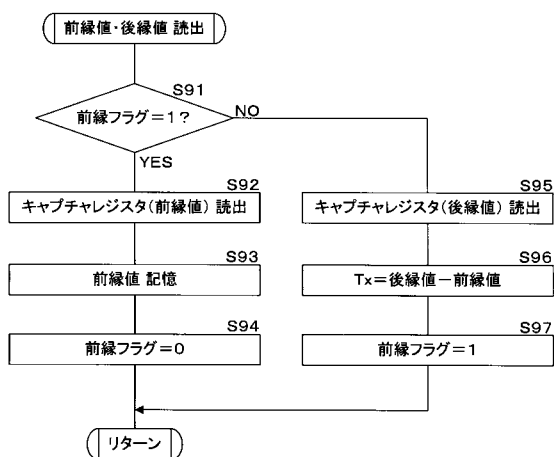 前縁値・後縁値 読出
S91
前縁フラグ＝1？
NO
YES
S92
キャプチャレジスタ(前縁値) 読出
S93
前縁値 記憶
S94
前縁フラグ＝0
S95
キャプチャレジスタ(後縁値) 読出
S96
Tx＝後縁値－前縁値
S97
前縁フラグ＝1
リターン